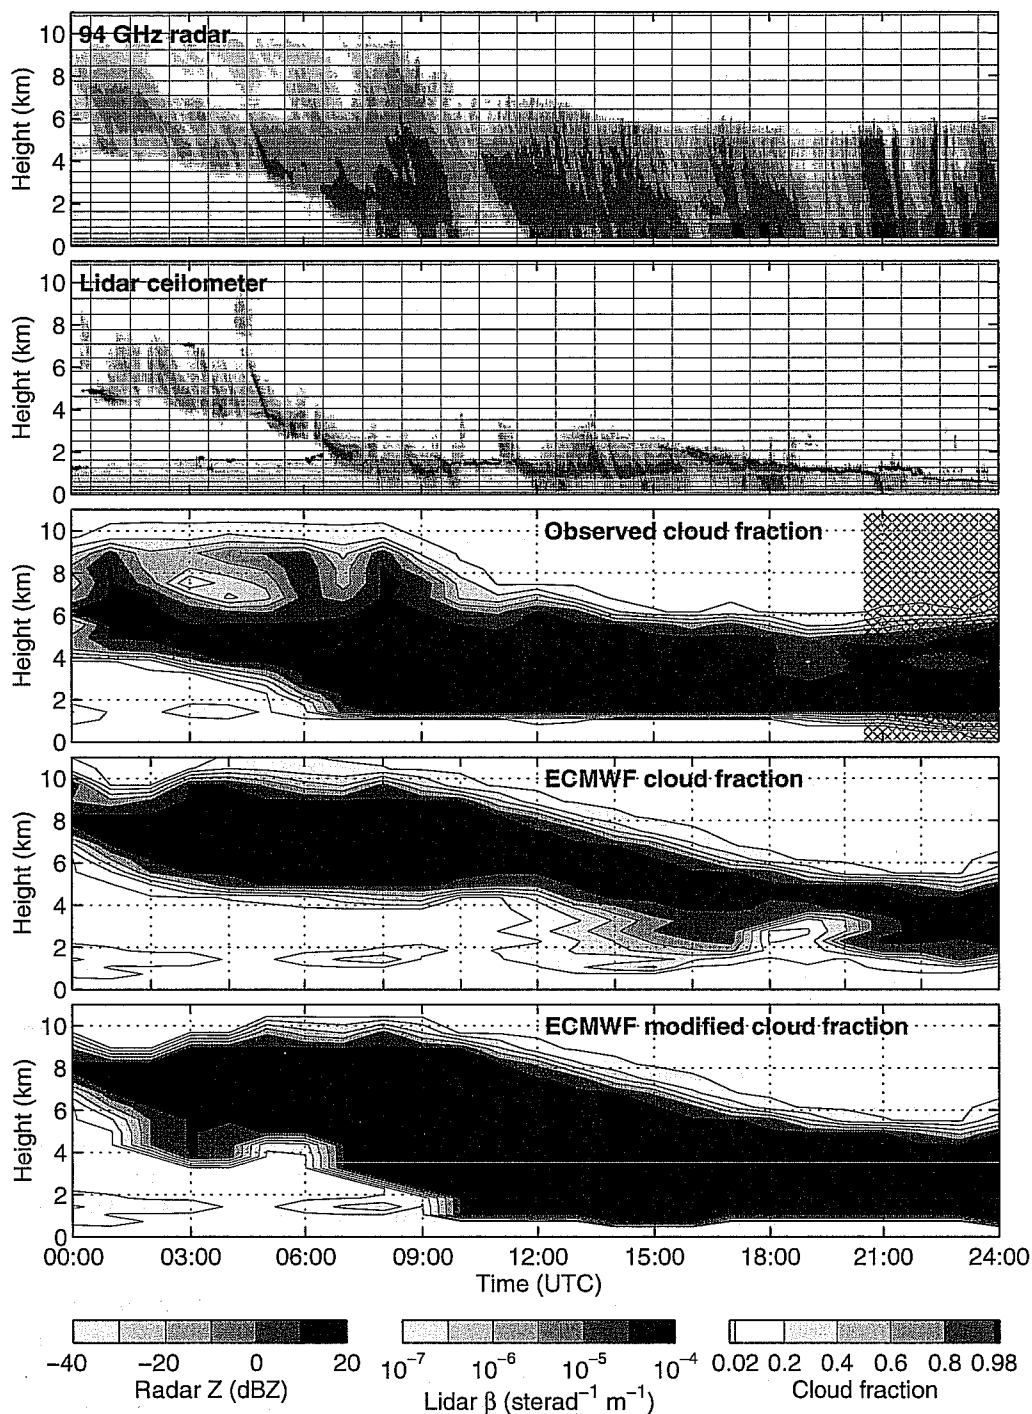 94 GHz radar
10
8
6
4
2
0
Height (km)
Lidar ceilometer
10
8
6
4
2
0
Height (km)
Observed cloud fraction
10
8
6
4
2
0
Height (km)
ECMWF cloud fraction
10
8
6
4
2
0
Height (km)
ECMWF modified cloud fraction
10
8
6
4
2
0
Height (km)
00:00 03:00 06:00 09:00 12:00 15:00 18:00 21:00 24:00
Time (UTC)
−40 −20 0 20
Radar Z (dBZ)
10⁻⁷ 10⁻⁶ 10⁻⁵ 10⁻⁴
Lidar β (sterad⁻¹ m⁻¹)
0.02 0.2 0.4 0.6 0.8 0.98
Cloud fraction